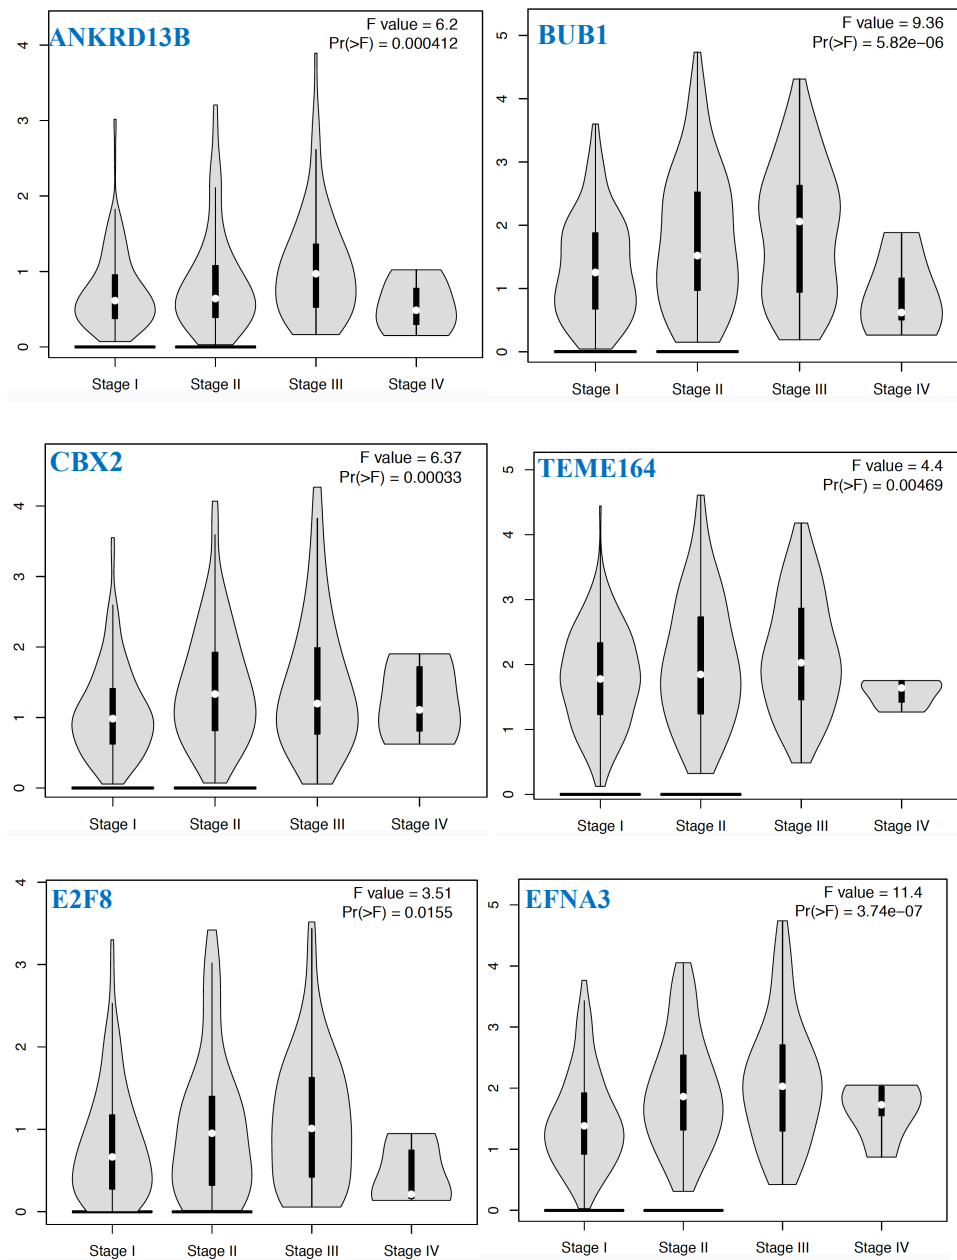 ANKRD13B
F value = 6.2
Pr(>F) = 0.000412
4
3
2
1
0
Stage I Stage II Stage III Stage IV
BUB1
F value = 9.36
Pr(>F) = 5.82e−06
5
4
3
2
1
0
Stage I Stage II Stage III Stage IV
CBX2
F value = 6.37
Pr(>F) = 0.00033
4
3
2
1
0
Stage I Stage II Stage III Stage IV
TEME164
F value = 4.4
Pr(>F) = 0.00469
5
4
3
2
1
0
Stage I Stage II Stage III Stage IV
E2F8
F value = 3.51
Pr(>F) = 0.0155
4
3
2
1
0
Stage I Stage II Stage III Stage IV
EFNA3
F value = 11.4
Pr(>F) = 3.74e−07
5
4
3
2
1
0
Stage I Stage II Stage III Stage IV